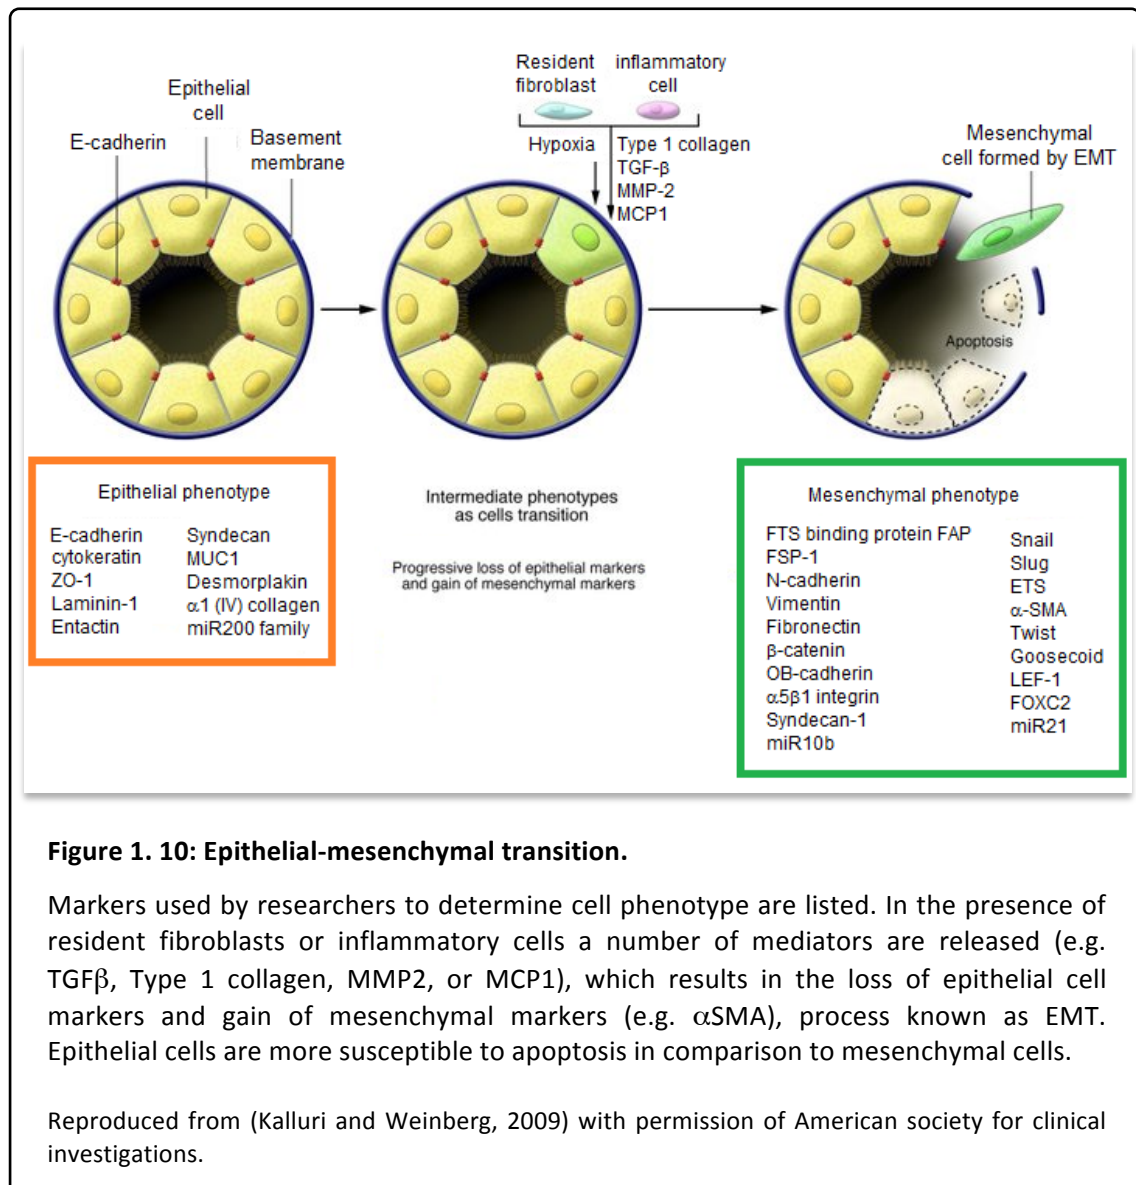 Resident
fibroblast
inflammatory
cell
Epithelial
cell
E-cadherin
Basement
membrane
Hypoxia
Type 1 collagen
TGF-β
MMP-2
MCP1
Mesenchymal
cell formed by EMT
Apoptosis
Epithelial phenotype
E-cadherin
cytokeratin
ZO-1
Laminin-1
Entactin
Syndecan
MUC1
Desmorplakin
α1 (IV) collagen
miR200 family
Intermediate phenotypes
as cells transition
Progressive loss of epithelial markers
and gain of mesenchymal markers
Mesenchymal phenotype
FTS binding protein FAP
FSP-1
N-cadherin
Vimentin
Fibronectin
β-catenin
OB-cadherin
α5β1 integrin
Syndecan-1
miR10b
Snail
Slug
ETS
α-SMA
Twist
Goosecoid
LEF-1
FOXC2
miR21
Figure 1. 10: Epithelial-mesenchymal transition.
Markers used by researchers to determine cell phenotype are listed. In the presence of
resident fibroblasts or inflammatory cells a number of mediators are released (e.g.
TGFβ, Type 1 collagen, MMP2, or MCP1), which results in the loss of epithelial cell
markers and gain of mesenchymal markers (e.g. αSMA), process known as EMT.
Epithelial cells are more susceptible to apoptosis in comparison to mesenchymal cells.
Reproduced from (Kalluri and Weinberg, 2009) with permission of American society for clinical
investigations.